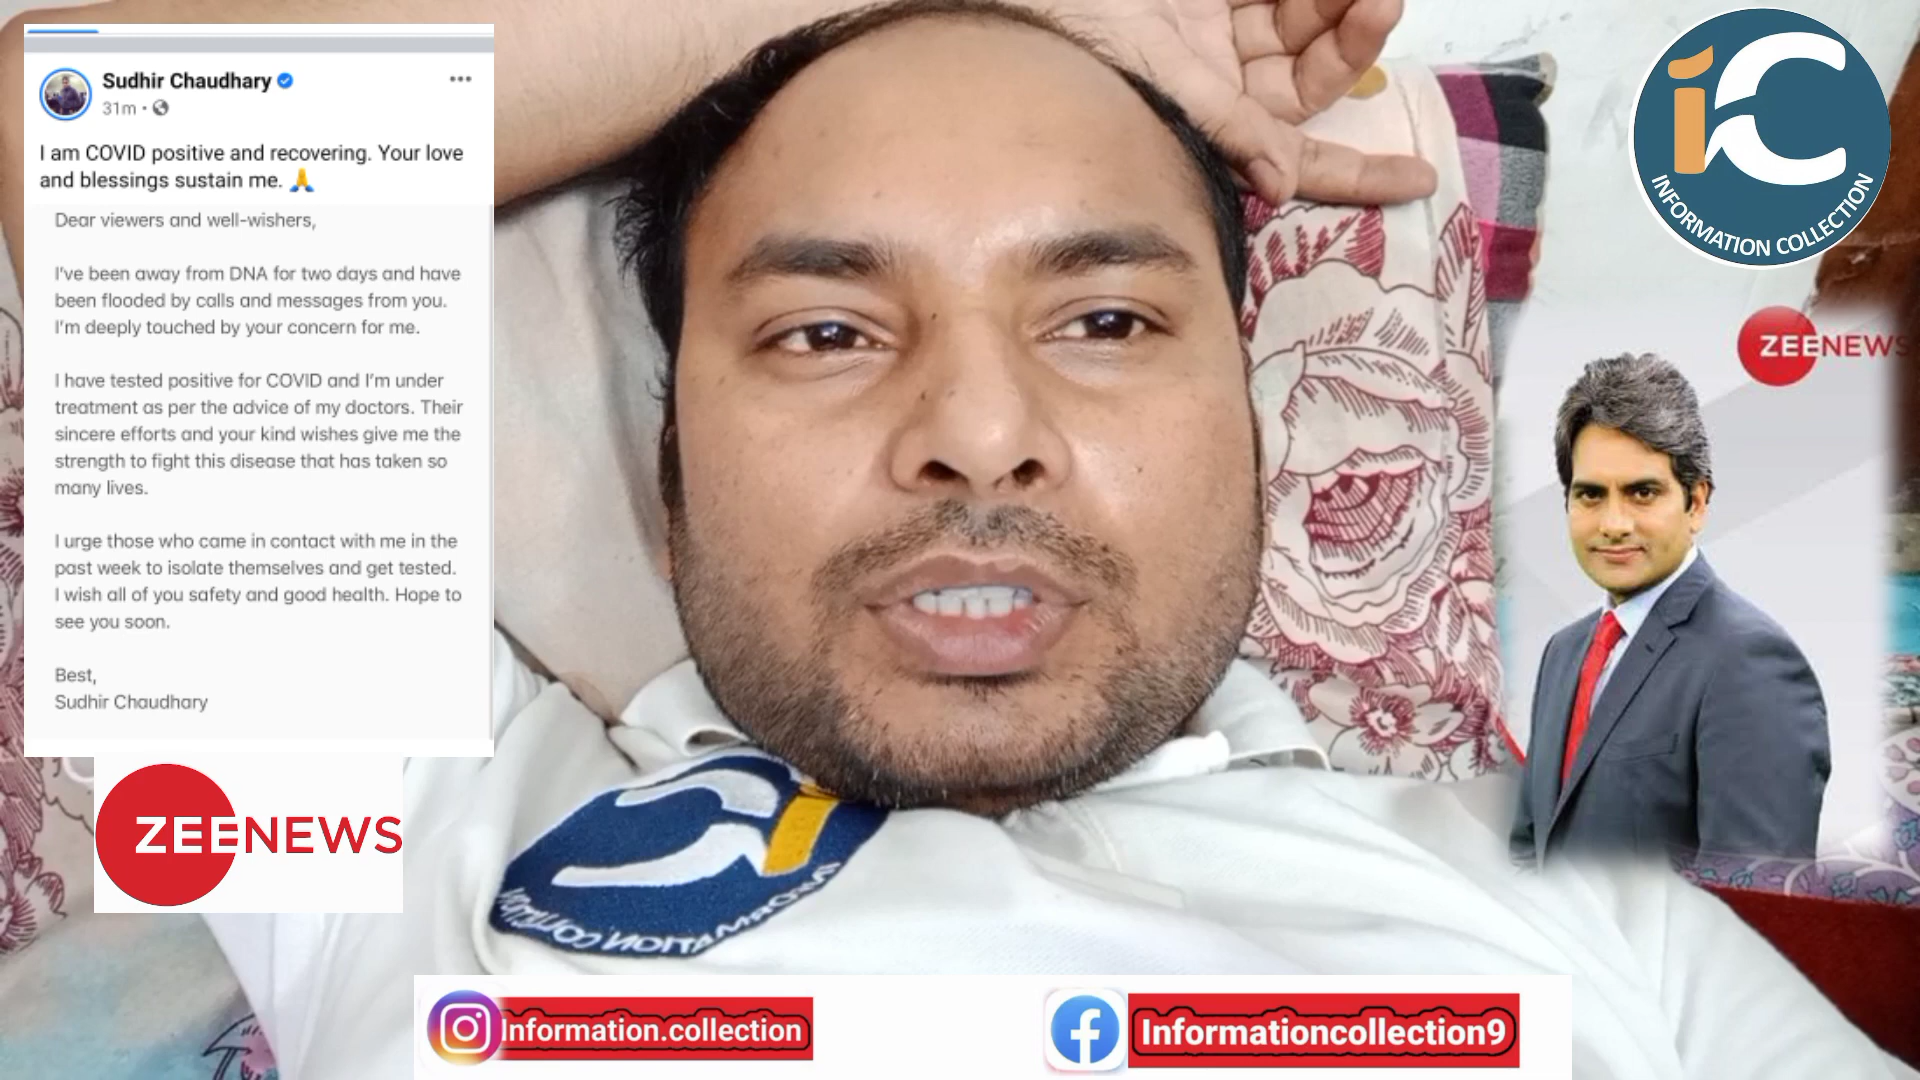 Sudhir Chaudhary
31m
I am COVID positive and recovering. Your love
and blessings sustain me. 🙏
Dear viewers and well-wishers,
I've been away from DNA for two days and have
been flooded by calls and messages from you.
I'm deeply touched by your concern for me.
I have tested positive for COVID and I'm under
treatment as per the advice of my doctors. Their
sincere efforts and your kind wishes give me the
strength to fight this disease that has taken so
many lives.
I urge those who came in contact with me in the
past week to isolate themselves and get tested.
I wish all of you safety and good health. Hope to
see you soon.
Best,
Sudhir Chaudhary
ZEENEWS
iC
INFORMATION COLLECTION
ZEENEWS
INFORMATION COLLECTION
Information.collection
Informationcollection9